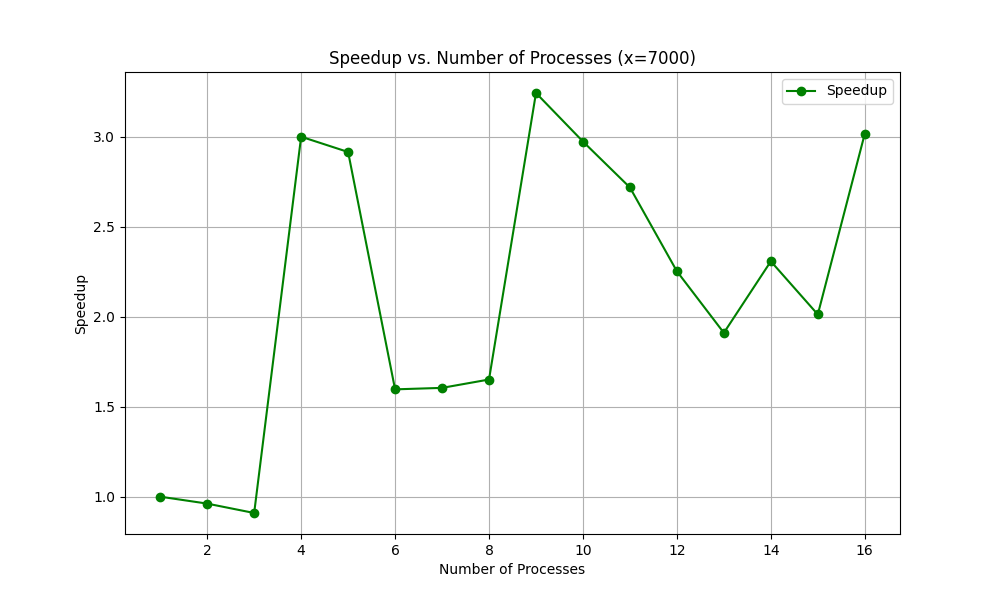 Speedup vs. Number of Processes (x=7000)
Speedup
3.0
2.5
2.0
1.5
1.0
Speedup
2 4 6 8 10 12 14 16
Number of Processes